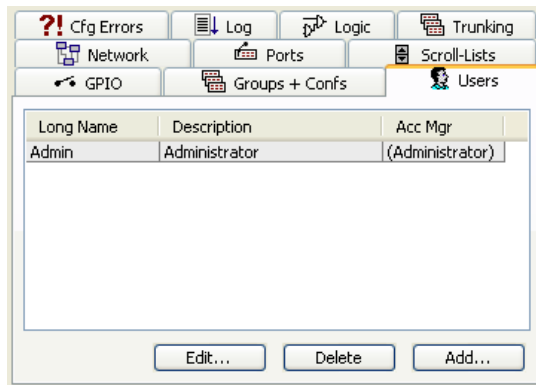 ?! Cfg Errors Log Logic Trunking
Network Ports Scroll-Lists
GPIO Groups + Confs Users
Long Name Description Acc Mgr
Admin Administrator (Administrator)
Edit... Delete Add...